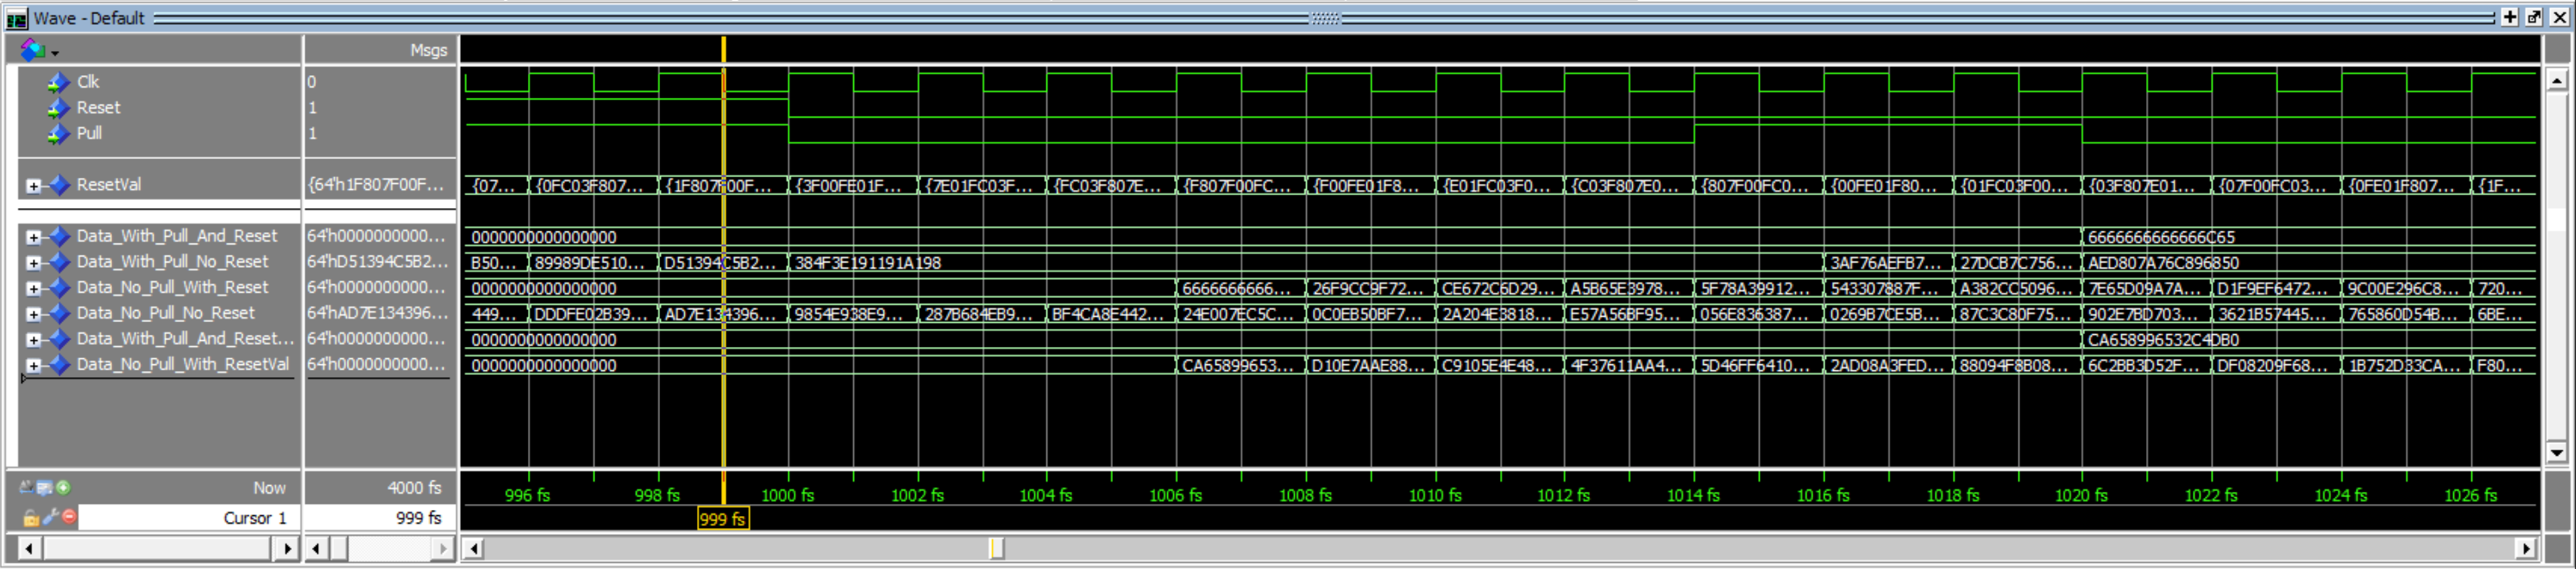 Wave - Default
Msgs
Clk 0
Reset 1
Pull 1
ResetVal {64'h1F807F00F... {07... {0FC03F807... {1F807F00F... {3F00FE01F... {7E01FC03F... {FC03F807E... {F807F00FC... {F00FE01F8... {E01FC03F0... {C03F807E0... {807F00FC0... {00FE01F80... {01FC03F00... {03F807E01... {07F00FC03... {0FE01F807... {1F...
Data_With_Pull_And_Reset 64'h0000000000... 0000000000000000 6666666666666C65
Data_With_Pull_No_Reset 64'hD51394C5B2... B50... 89989DE510... D51394C5B2... 384F3E191191A198 3AF76AEFB7... 27DCB7C756... AED807A76C896850
Data_No_Pull_With_Reset 64'h0000000000... 0000000000000000 6666666666... 26F9CC9F72... CE672C6D29... A5B65E3978... 5F78A39912... 543307887F... A382CC5096... 7E65D09A7A... D1F9EF6472... 9C00E296C8... 720...
Data_No_Pull_No_Reset 64'hAD7E134396... 449... DDDFE02B39... AD7E134396... 9854E938E9... 287B684EB9... BF4CA8E442... 24E007EC5C... 0C0EB50BF7... 2A204E3818... E57A56BF95... 056E836387... 0269B7CE5B... 87C3C80F75... 902E7BD703... 3621B57445... 765860D54B... 6BE...
Data_With_Pull_And_Reset... 64'h0000000000... 0000000000000000 CA658996532C4DB0
Data_No_Pull_With_ResetVal 64'h0000000000... 0000000000000000 CA65899653... D10E7AAE88... C9105E4E48... 4F37611AA4... 5D46FF6410... 2AD08A3FED... 88094F8B08... 6C2BB3D52F... DF08209F68... 1B752D33CA... F80...
Now 4000 fs 996 fs 998 fs 1000 fs 1002 fs 1004 fs 1006 fs 1008 fs 1010 fs 1012 fs 1014 fs 1016 fs 1018 fs 1020 fs 1022 fs 1024 fs 1026 fs
Cursor 1 999 fs 999 fs